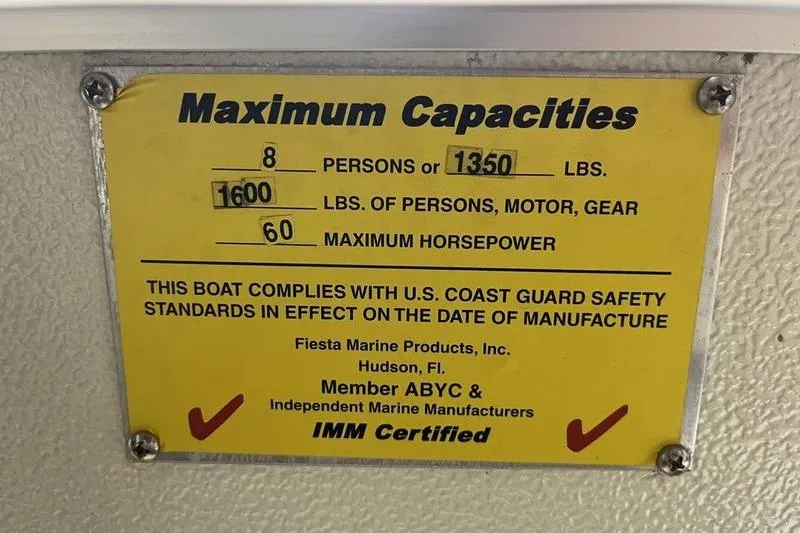 Maximum Capacities
8 PERSONS or 1350 LBS.
1600 LBS. OF PERSONS, MOTOR, GEAR
60 MAXIMUM HORSEPOWER
THIS BOAT COMPLIES WITH U.S. COAST GUARD SAFETY
STANDARDS IN EFFECT ON THE DATE OF MANUFACTURE
Fiesta Marine Products, Inc.
Hudson, Fl.
Member ABYC &
Independent Marine Manufacturers
IMM Certified